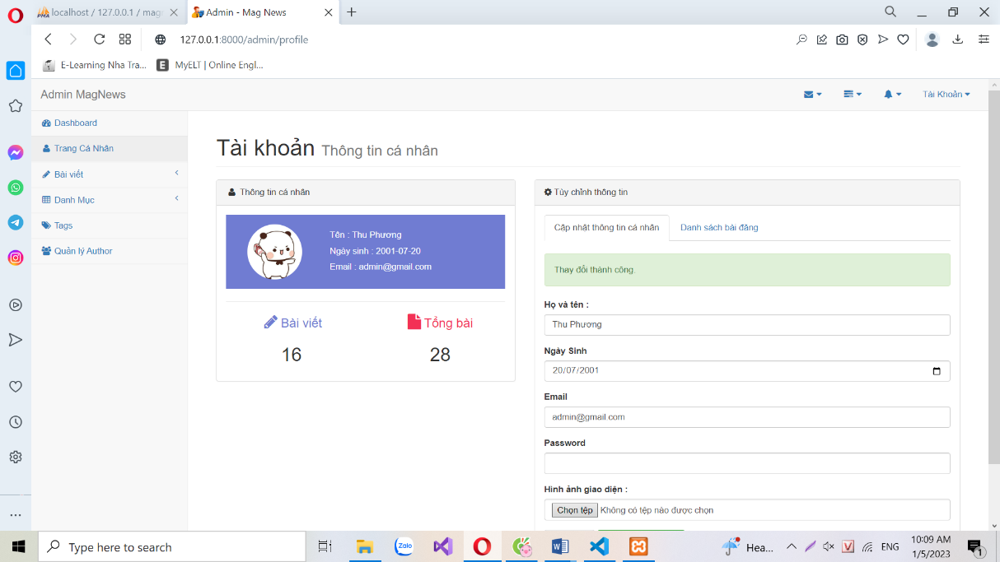 localhost / 127.0.0.1 / mag
Admin - Mag News
127.0.0.1:8000/admin/profile
E-Learning Nha Tra...
MyELT | Online Engl...
Admin MagNews
Tài Khoản
Dashboard
Trang Cá Nhân
Bài viết
Danh Mục
Tags
Quản lý Author
Tài khoản Thông tin cá nhân
Thông tin cá nhân
Tên : Thu Phương
Ngày sinh : 2001-07-20
Email : admin@gmail.com
Bài viết
Tổng bài
16
28
Tùy chỉnh thông tin
Cập nhật thông tin cá nhân
Danh sách bài đăng
Thay đổi thành công.
Họ và tên :
Thu Phương
Ngày Sinh
20/07/2001
Email
admin@gmail.com
Password
Hình ảnh giao diện :
Chọn tệp Không có tệp nào được chọn
Type here to search
Zalo
Hea...
ENG
10:09 AM
1/5/2023
1